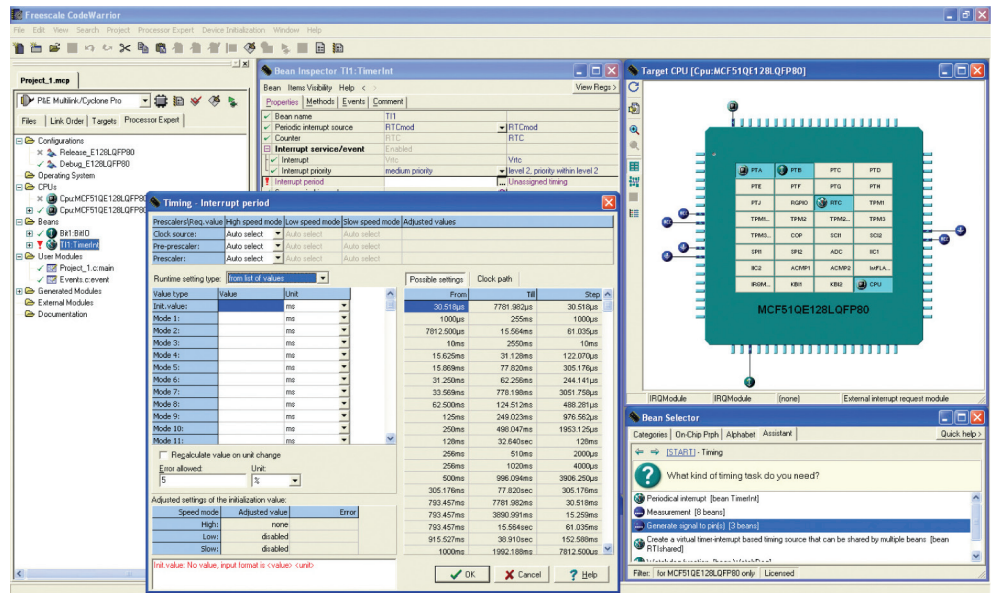 Freescale CodeWarrior
File Edit View Search Project Processor Expert Device Initialization Window Help
Project_1.mcp
P&E Multilink/Cyclone Pro
Files Link Order Targets Processor Expert
Configurations
Release_E128LQFP80
Debug_E128LQFP80
Operating System
CPUs
Cpu:MCF51QE128LQFP80
Cpu:MCF51QE128LQFP80
Beans
Bit1:BitIO
TI1:TimerInt
User Modules
Project_1.c:main
Events.c:event
Generated Modules
External Modules
Documentation
Bean Inspector TI1:TimerInt
Bean Items Visibility Help < View Regs >
Properties Methods Events Comment
Bean name TI1
Periodic interrupt source RTCmod RTCmod
Counter RTC RTC
Interrupt service/event Enabled
Interrupt Vrtc Vrtc
Interrupt priority medium priority level 2, priority within level 2
Interrupt period ... Unassigned timing
Timing - Interrupt period
Prescalers\Req.value High speed mode Low speed mode Slow speed mode Adjusted values
Clock source: Auto select Auto select Auto select
Pre-prescaler: Auto select Auto select Auto select
Prescaler: Auto select Auto select Auto select
Runtime setting type: from list of values
Value type Value Unit
Init.value: ms
Mode 1: ms
Mode 2: ms
Mode 3: ms
Mode 4: ms
Mode 5: ms
Mode 6: ms
Mode 7: ms
Mode 8: ms
Mode 9: ms
Mode 10: ms
Mode 11: ms
Recalculate value on unit change
Error allowed: Unit:
5 %
Adjusted settings of the initialization value:
Speed mode Adjusted value Error
High: none
Low: disabled
Slow: disabled
Init.value: No value, input format is <value> <unit>
Possible settings Clock path
From Till Step
30.518µs 7781.982µs 30.518µs
1000µs 255ms 1000µs
7812.500µs 15.564ms 61.035µs
10ms 2550ms 10ms
15.625ms 31.128ms 122.070µs
15.869ms 77.820ms 305.176µs
31.250ms 62.256ms 244.141µs
33.569ms 778.198ms 3051.758µs
62.500ms 124.512ms 488.281µs
125ms 249.023ms 976.562µs
250ms 498.047ms 1953.125µs
128ms 32.640sec 128ms
256ms 510ms 2000µs
256ms 1020ms 4000µs
500ms 996.094ms 3906.250µs
305.176ms 77.820sec 305.176ms
793.457ms 7781.982ms 30.518ms
793.457ms 3890.991ms 15.259ms
793.457ms 15.564sec 61.035ms
915.527ms 38.910sec 152.588ms
1000ms 1992.188ms 7812.500µs
OK Cancel Help
Target CPU [Cpu:MCF51QE128LQFP80]
PTA PTB PTC PTD
PTE PTF PTG PTH
PTJ RGPIO RTC TPM1
TPM1... TPM2 TPM2... TPM3
TPM3... COP SCI1 SCI2
SPI1 SPI2 ADC IIC1
IIC2 ACMP1 ACMP2 IntFLA...
IRQM... KBI1 KBI2 CPU
MCF51QE128LQFP80
IRQModule IRQModule (none) External interrupt request module
Bean Selector
Categories On-Chip Prph Alphabet Assistant Quick help >
[START] - Timing
What kind of timing task do you need?
Periodical interrupt [bean TimerInt]
Measurement [8 beans]
Generate signal to pin(s) [3 beans]
Create a virtual timer-interrupt based timing source that can be shared by multiple beans [bean
RTIshared]
Filter: for MCF51QE128LQFP80 only Licensed